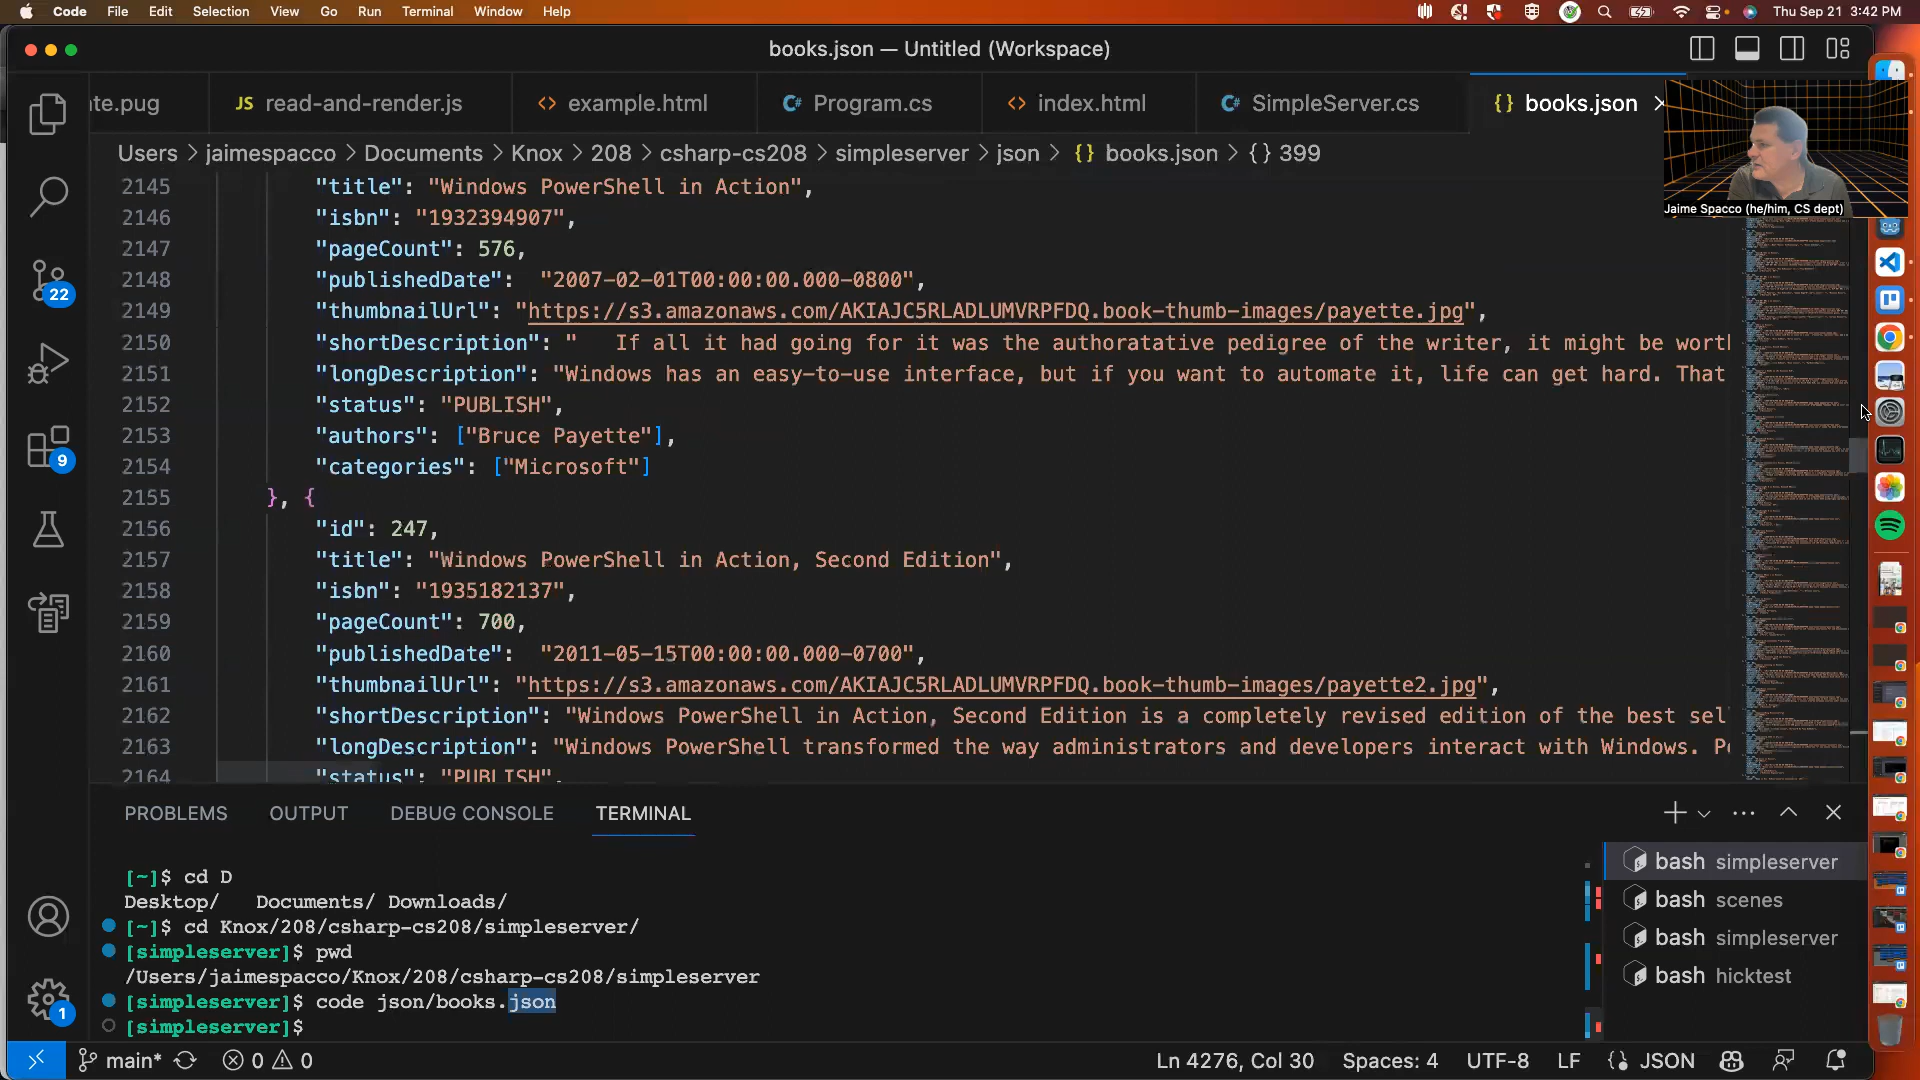 Code File Edit Selection View Go Run Terminal Window Help Thu Sep 21 3:42 PM
books.json — Untitled (Workspace)
te.pug JS read-and-render.js example.html Program.cs index.html SimpleServer.cs {} books.json
Users > jaimespacco > Documents > Knox > 208 > csharp-cs208 > simpleserver > json > {} books.json > {} 399
Jaime Spacco (he/him, CS dept)
2145 "title": "Windows PowerShell in Action",
2146 "isbn": "1932394907",
2147 "pageCount": 576,
2148 "publishedDate": "2007-02-01T00:00:00.000-0800",
2149 "thumbnailUrl": "https://s3.amazonaws.com/AKIAJC5RLADLUMVRPFDQ.book-thumb-images/payette.jpg",
2150 "shortDescription": " If all it had going for it was the authoratative pedigree of the writer, it might be wort
2151 "longDescription": "Windows has an easy-to-use interface, but if you want to automate it, life can get hard. That
2152 "status": "PUBLISH",
2153 "authors": ["Bruce Payette"],
2154 "categories": ["Microsoft"]
2155 }, {
2156 "id": 247,
2157 "title": "Windows PowerShell in Action, Second Edition",
2158 "isbn": "1935182137",
2159 "pageCount": 700,
2160 "publishedDate": "2011-05-15T00:00:00.000-0700",
2161 "thumbnailUrl": "https://s3.amazonaws.com/AKIAJC5RLADLUMVRPFDQ.book-thumb-images/payette2.jpg",
2162 "shortDescription": "Windows PowerShell in Action, Second Edition is a completely revised edition of the best sel
2163 "longDescription": "Windows PowerShell transformed the way administrators and developers interact with Windows. P
2164 "status": "PUBLISH",
22
9
1
PROBLEMS OUTPUT DEBUG CONSOLE TERMINAL
[~]$ cd D
Desktop/ Documents/ Downloads/
[~]$ cd Knox/208/csharp-cs208/simpleserver/
[simpleserver]$ pwd
/Users/jaimespacco/Knox/208/csharp-cs208/simpleserver
[simpleserver]$ code json/books.json
[simpleserver]$
bash simpleserver
bash scenes
bash simpleserver
bash hicktest
main* 0 0 Ln 4276, Col 30 Spaces: 4 UTF-8 LF {} JSON